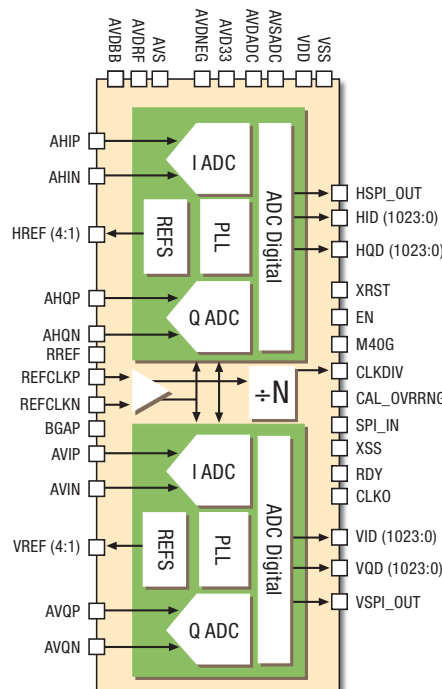 AVDBB
AVDRF
AVS
AVDNEG
AVD33
AVDADC
AVSADC
VDD
VSS
AHIP
AHIN
HREF (4:1)
AHQP
AHQN
RREF
REFCLKP
REFCLKN
BGAP
AVIP
AVIN
VREF (4:1)
AVQP
AVQN
I ADC
REFS
PLL
ADC Digital
Q ADC
÷N
I ADC
REFS
PLL
ADC Digital
Q ADC
HSPI_OUT
HID (1023:0)
HQD (1023:0)
XRST
EN
M40G
CLKDIV
CAL_OVRRNG
SPI_IN
XSS
RDY
CLKO
VID (1023:0)
VQD (1023:0)
VSPI_OUT